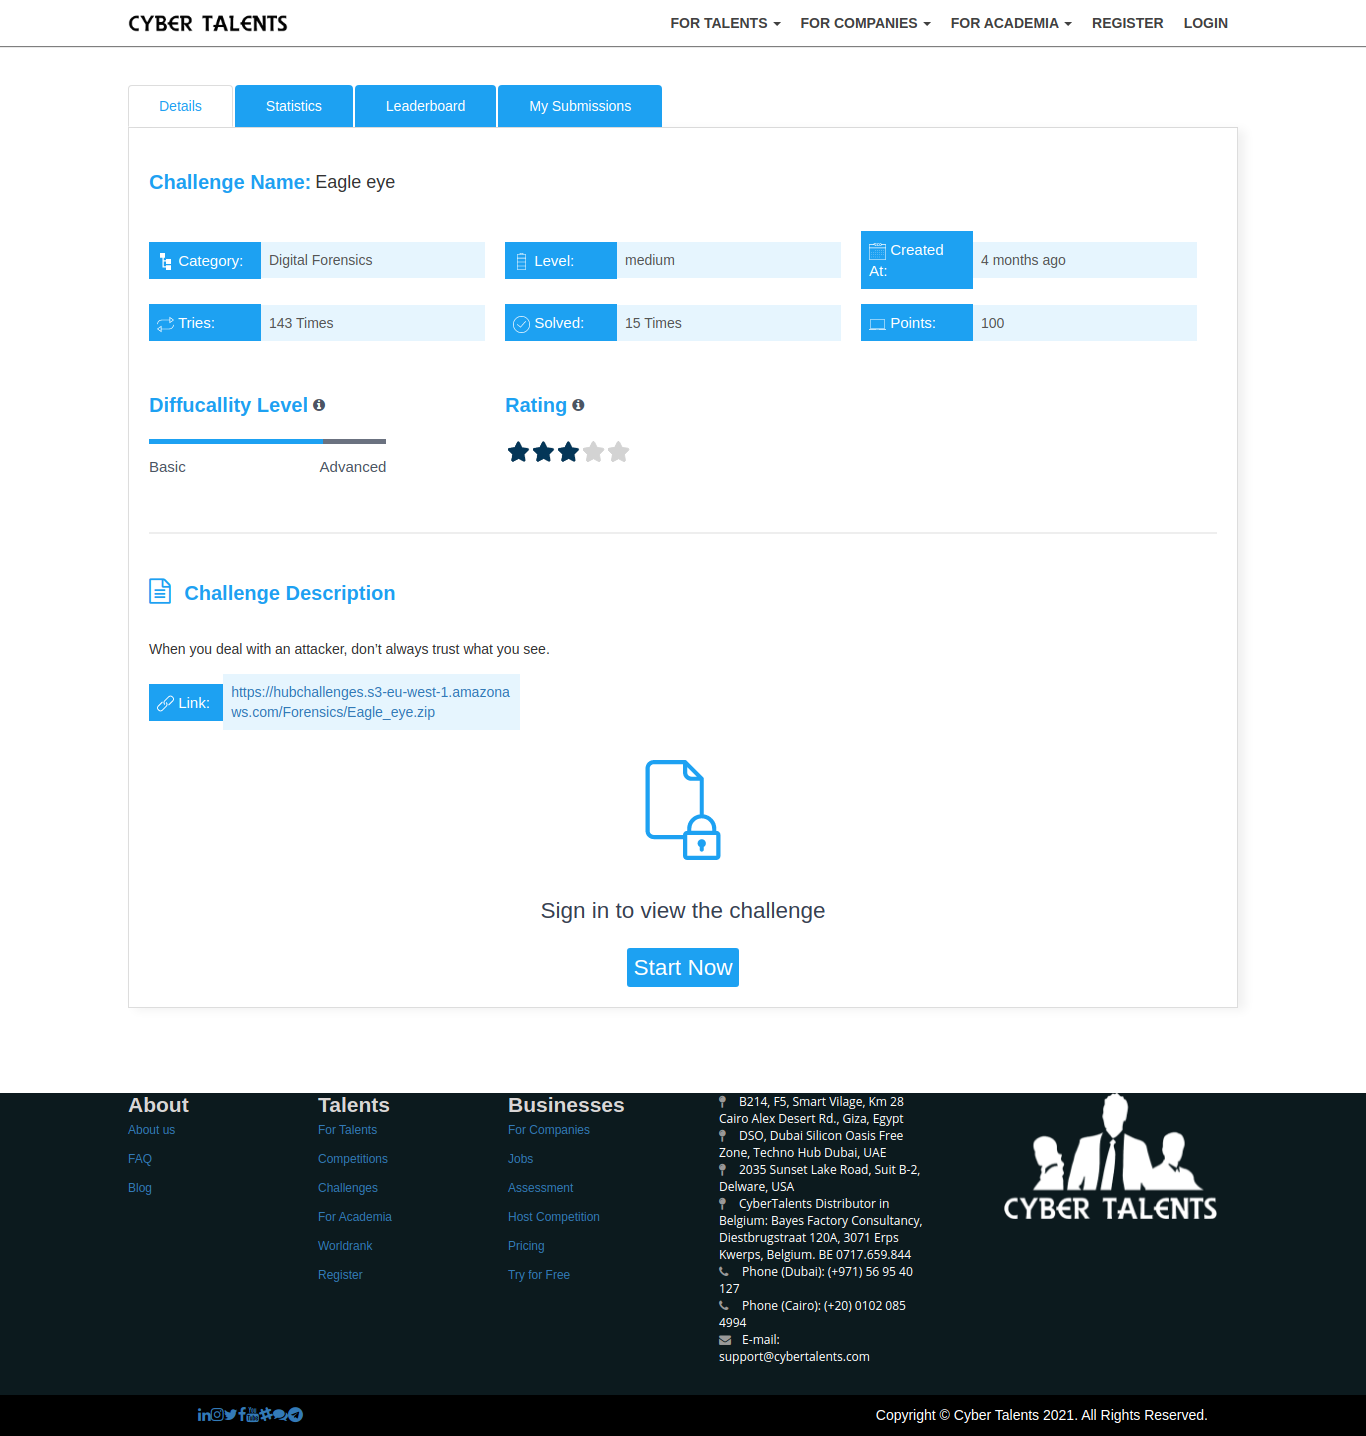 CYBER TALENTS
FOR TALENTS
FOR COMPANIES
FOR ACADEMIA
REGISTER
LOGIN
Details
Statistics
Leaderboard
My Submissions
Challenge Name: Eagle eye
Category: Digital Forensics
Level: medium
Created At: 4 months ago
Tries: 143 Times
Solved: 15 Times
Points: 100
Diffucallity Level
Rating
Basic
Advanced
Challenge Description
When you deal with an attacker, don’t always trust what you see.
Link:
https://hubchallenges.s3-eu-west-1.amazona
ws.com/Forensics/Eagle_eye.zip
Sign in to view the challenge
Start Now
About
About us
FAQ
Blog
Talents
For Talents
Competitions
Challenges
For Academia
Worldrank
Register
Businesses
For Companies
Jobs
Assessment
Host Competition
Pricing
Try for Free
B214, F5, Smart Vilage, Km 28
Cairo Alex Desert Rd., Giza, Egypt
DSO, Dubai Silicon Oasis Free
Zone, Techno Hub Dubai, UAE
2035 Sunset Lake Road, Suit B-2,
Delware, USA
CyberTalents Distributor in
Belgium: Bayes Factory Consultancy,
Diestbrugstraat 120A, 3071 Erps
Kwerps, Belgium. BE 0717.659.844
Phone (Dubai): (+971) 56 95 40
127
Phone (Cairo): (+20) 0102 085
4994
E-mail:
support@cybertalents.com
CYBER TALENTS
Copyright © Cyber Talents 2021. All Rights Reserved.